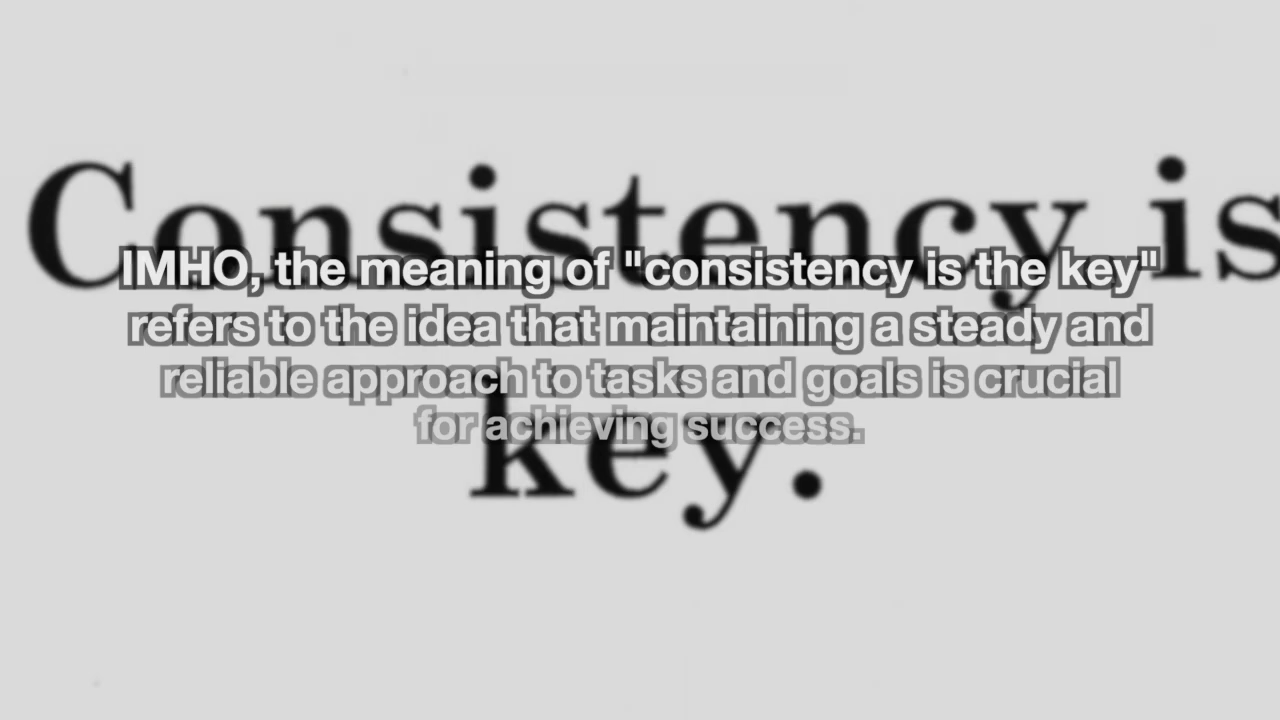 Consistency is
IMHO, the meaning of "consistency is the key"
refers to the idea that maintaining a steady and
reliable approach to tasks and goals is crucial
for achieving success.
key.